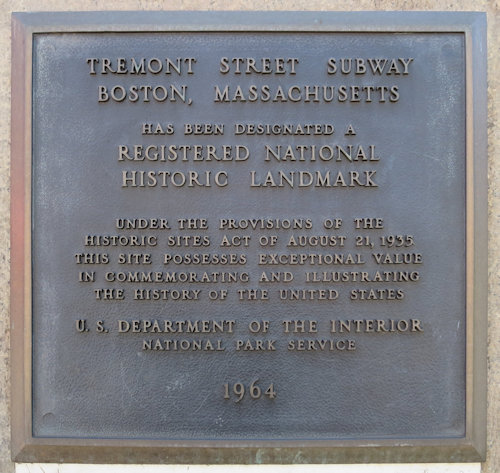 TREMONT STREET SUBWAY
BOSTON, MASSACHUSETTS
HAS BEEN DESIGNATED A
REGISTERED NATIONAL
HISTORIC LANDMARK
UNDER THE PROVISIONS OF THE
HISTORIC SITES ACT OF AUGUST 21, 1935
THIS SITE POSSESSES EXCEPTIONAL VALUE
IN COMMEMORATING AND ILLUSTRATING
THE HISTORY OF THE UNITED STATES
U. S. DEPARTMENT OF THE INTERIOR
NATIONAL PARK SERVICE
1964